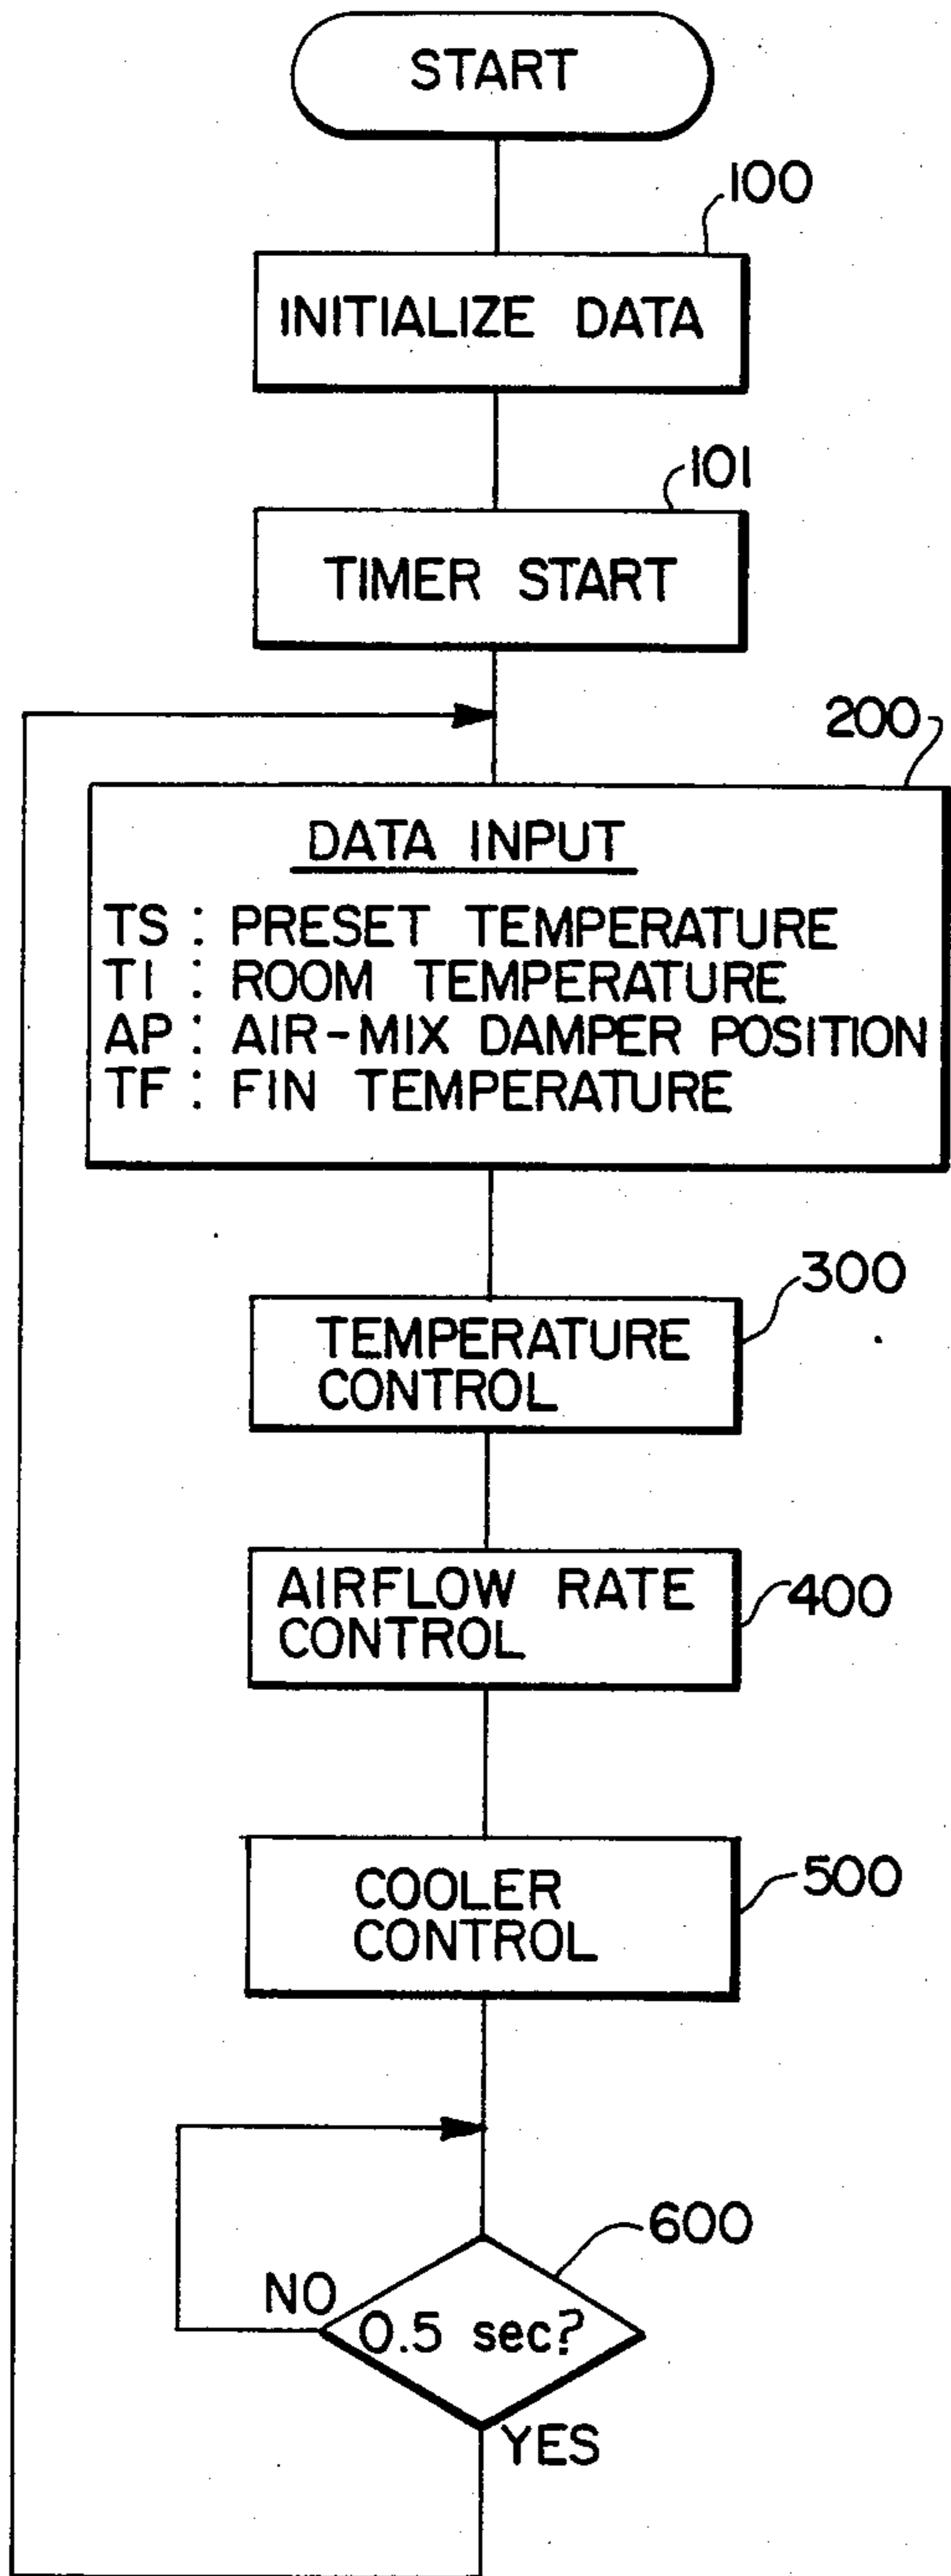 START
100
INITIALIZE DATA
101
TIMER START
200
DATA INPUT
TS : PRESET TEMPERATURE
TI : ROOM TEMPERATURE
AP : AIR-MIX DAMPER POSITION
TF : FIN TEMPERATURE
300
TEMPERATURE
CONTROL
AIRFLOW RATE
CONTROL
400
COOLER
CONTROL
500
600
NO
0.5 sec?
YES